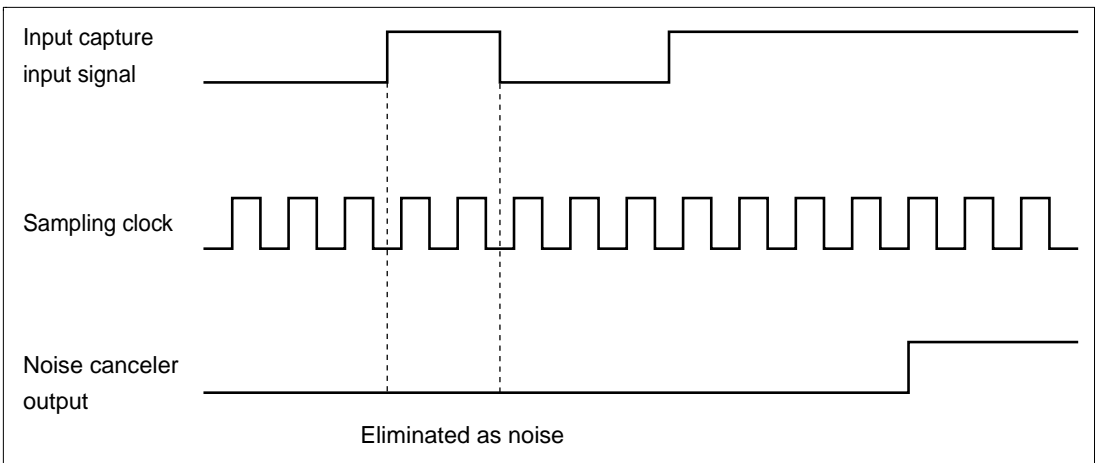 Input capture
input signal
Sampling clock
Noise canceler
output
Eliminated as noise